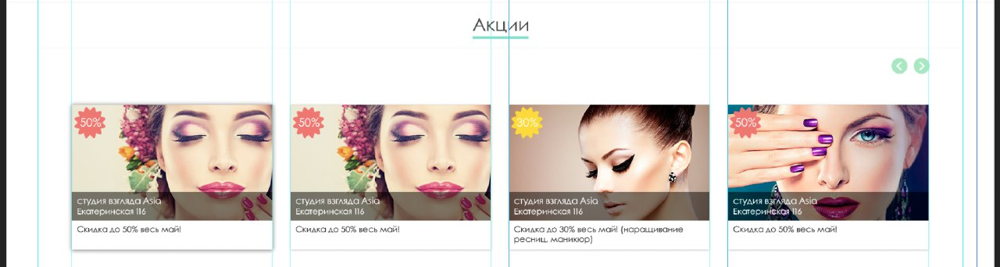 Акции
50%
студия взгляда Asia
Екатеринская 116
Скидка до 50% весь май!
50%
студия взгляда Asia
Екатеринская 116
Скидка до 50% весь май!
30%
студия взгляда Asia
Екатеринская 116
Скидка до 30% весь май! (наращивание
ресниц, маникюр)
50%
студия взгляда Asia
Екатеринская 116
Скидка до 50% весь май!